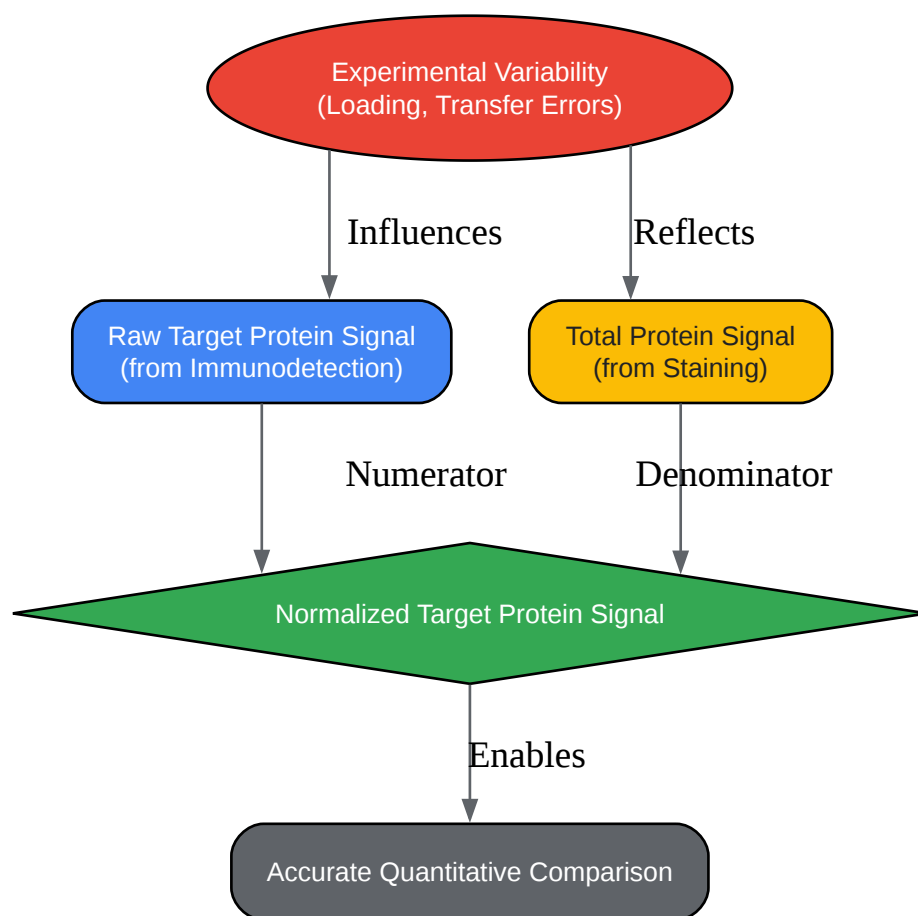 Experimental Variability
(Loading, Transfer Errors)
Influences
Reflects
Raw Target Protein Signal
(from Immunodetection)
Total Protein Signal
(from Staining)
Numerator
Denominator
Normalized Target Protein Signal
Enables
Accurate Quantitative Comparison